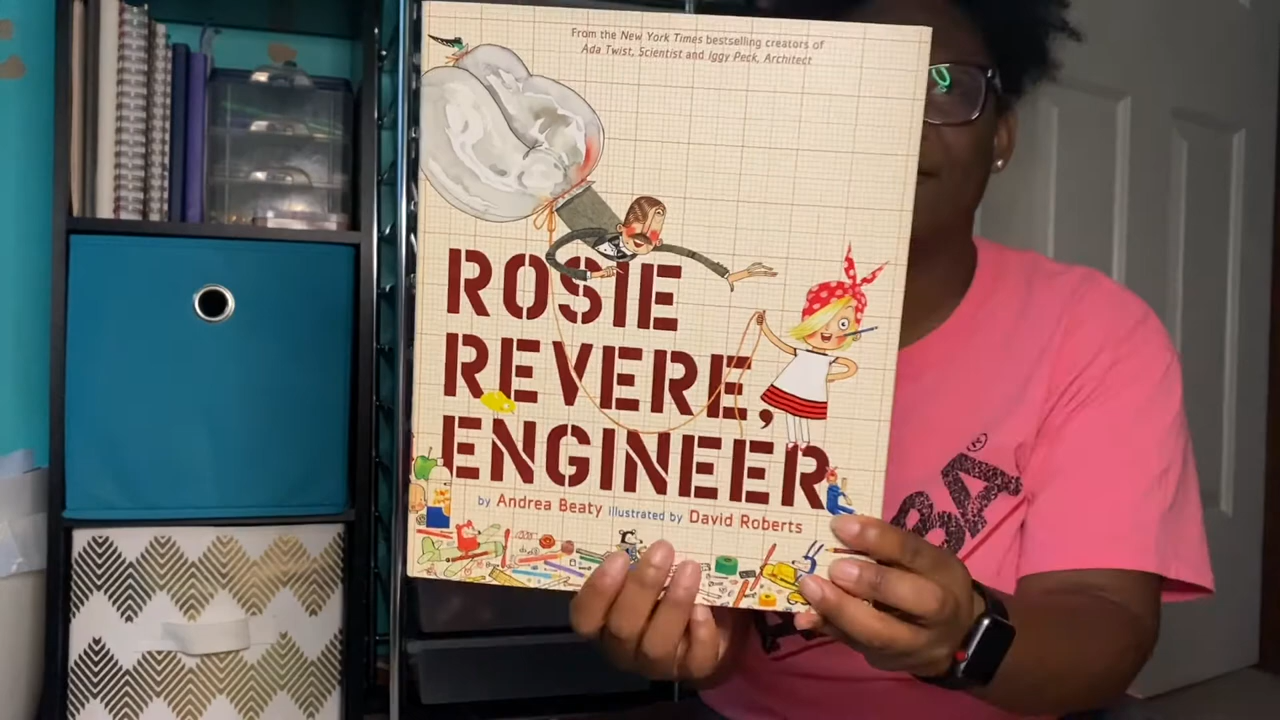 From the New York Times bestselling creators of
Ada Twist, Scientist and Iggy Peck, Architect
ROSIE
REVERE,
ENGINEER
by Andrea Beaty illustrated by David Roberts